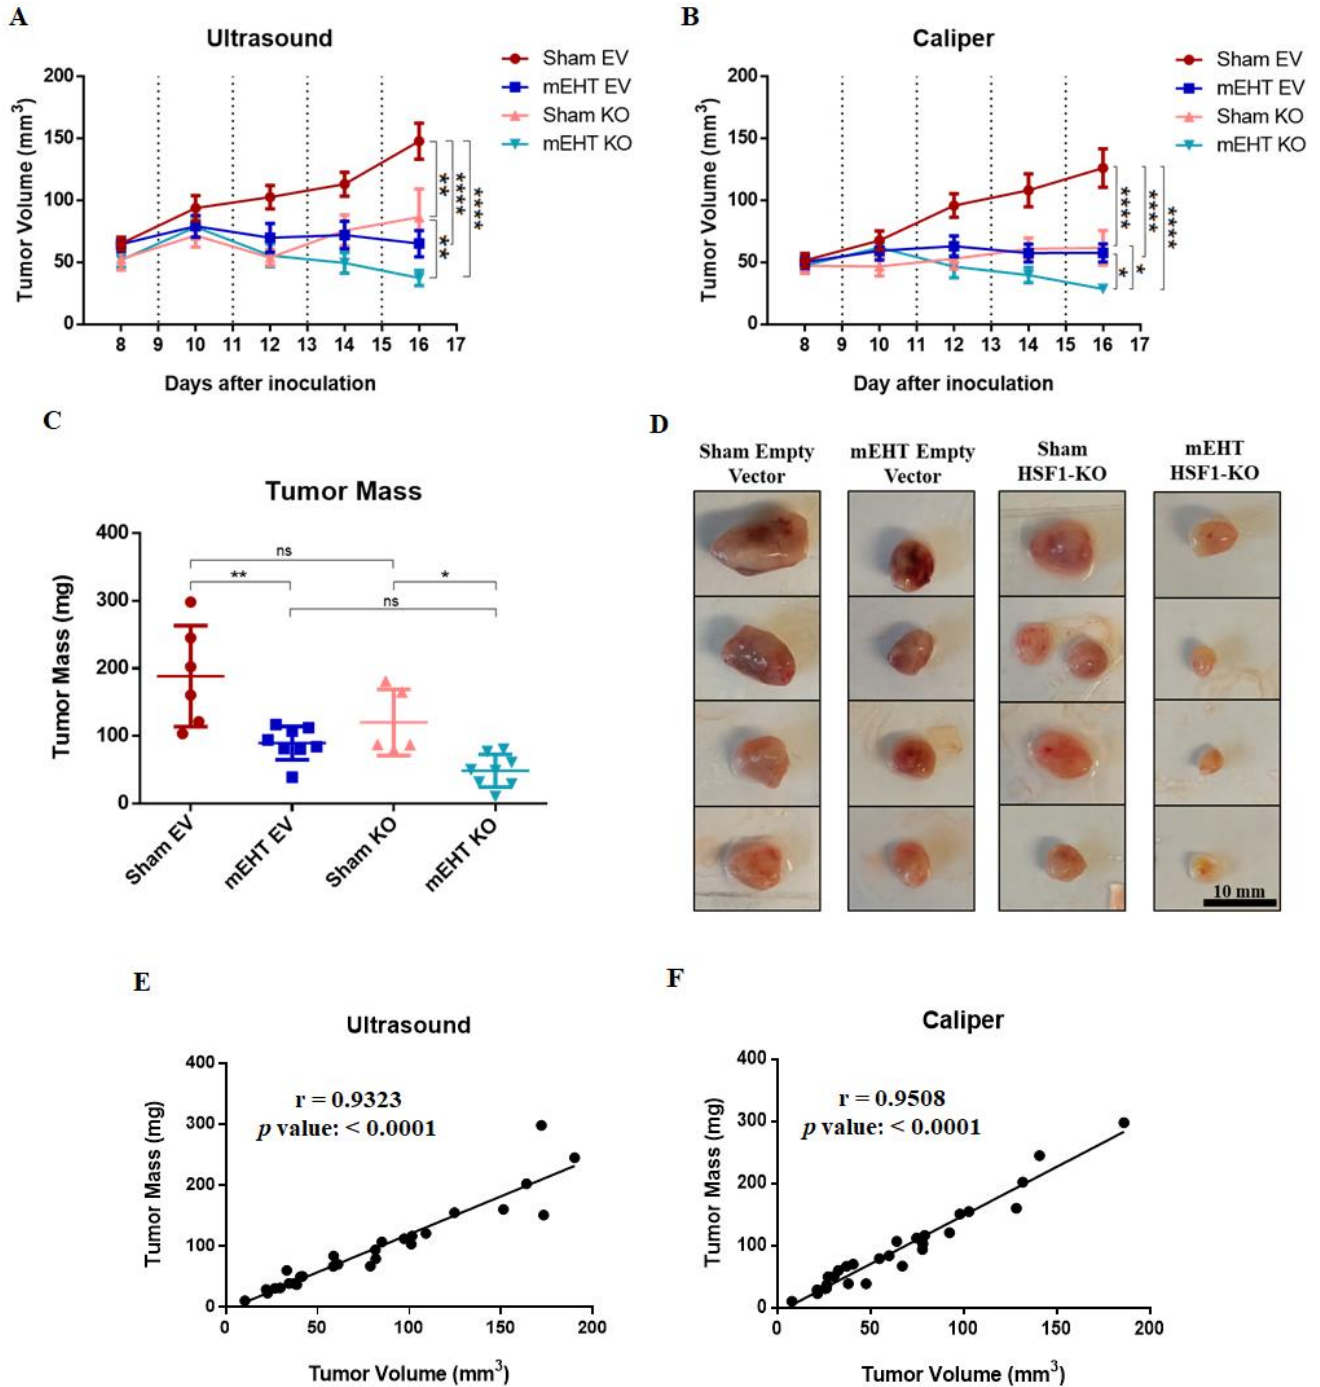 A
Ultrasound
Sham EV
mEHT EV
Sham KO
mEHT KO
Tumor Volume (mm3)
200
150
100
50
0
8 9 10 11 12 13 14 15 16 17
Days after inoculation
**
****
****
**
B
Caliper
Sham EV
mEHT EV
Sham KO
mEHT KO
Tumor Volume (mm3)
200
150
100
50
0
8 9 10 11 12 13 14 15 16 17
Day after inoculation
****
****
****
*
*
C
Tumor Mass
Tumor Mass (mg)
400
300
200
100
0
ns
**
*
ns
Sham EV
mEHT EV
Sham KO
mEHT KO
D
Sham Empty
Vector
mEHT Empty
Vector
Sham
HSF1-KO
mEHT
HSF1-KO
10 mm
E
Ultrasound
r = 0.9323
p value: < 0.0001
Tumor Mass (mg)
400
300
200
100
0
0 50 100 150 200
Tumor Volume (mm3)
F
Caliper
r = 0.9508
p value: < 0.0001
Tumor Mass (mg)
400
300
200
100
0
0 50 100 150 200
Tumor Volume (mm3)